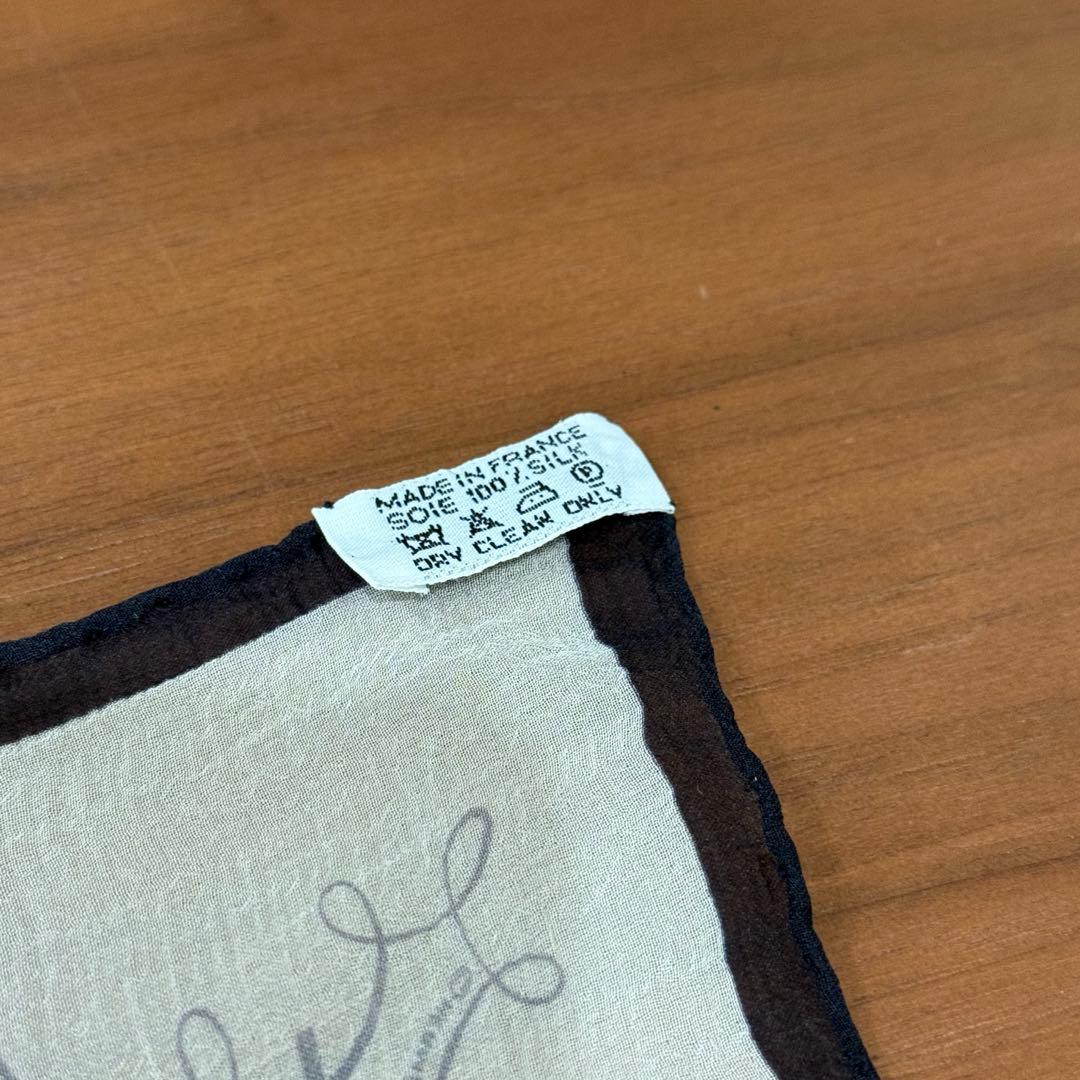 MADE IN FRANCE
SOIE 100% SILK
P
DRY CLEAN ONLY